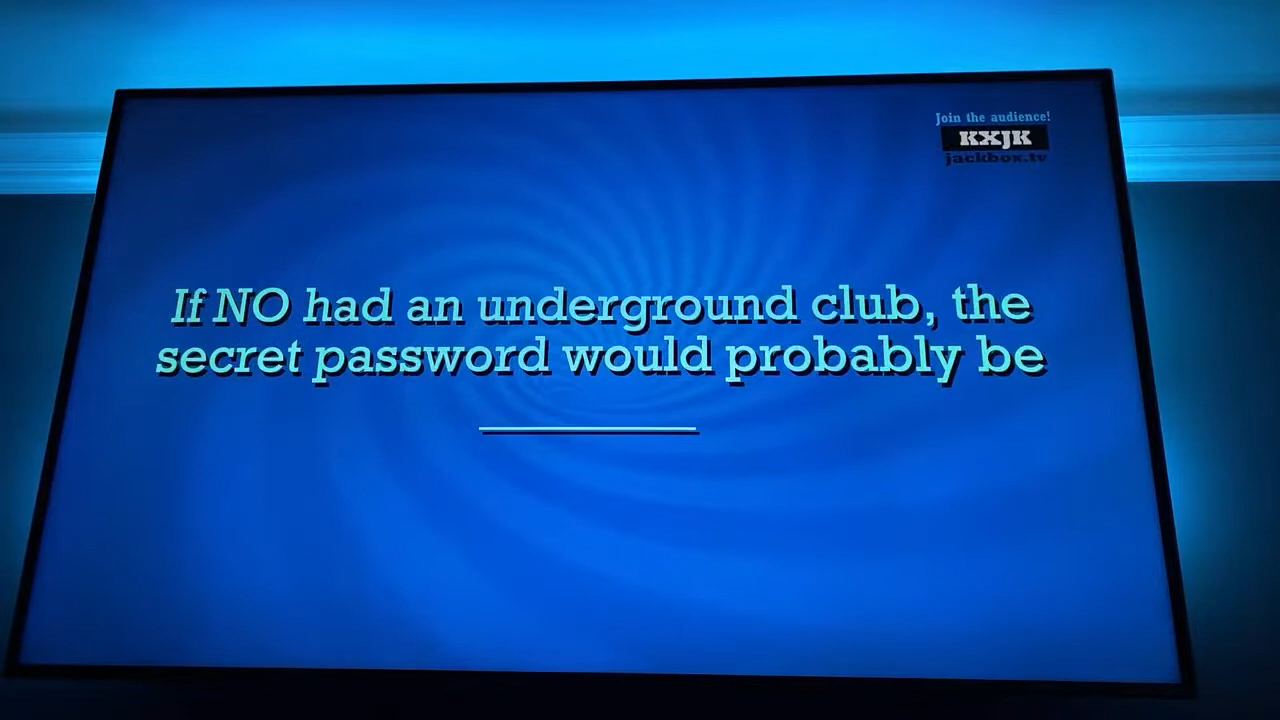 Join the audience!
KXJK
jackbox.tv
If NO had an underground club, the
secret password would probably be